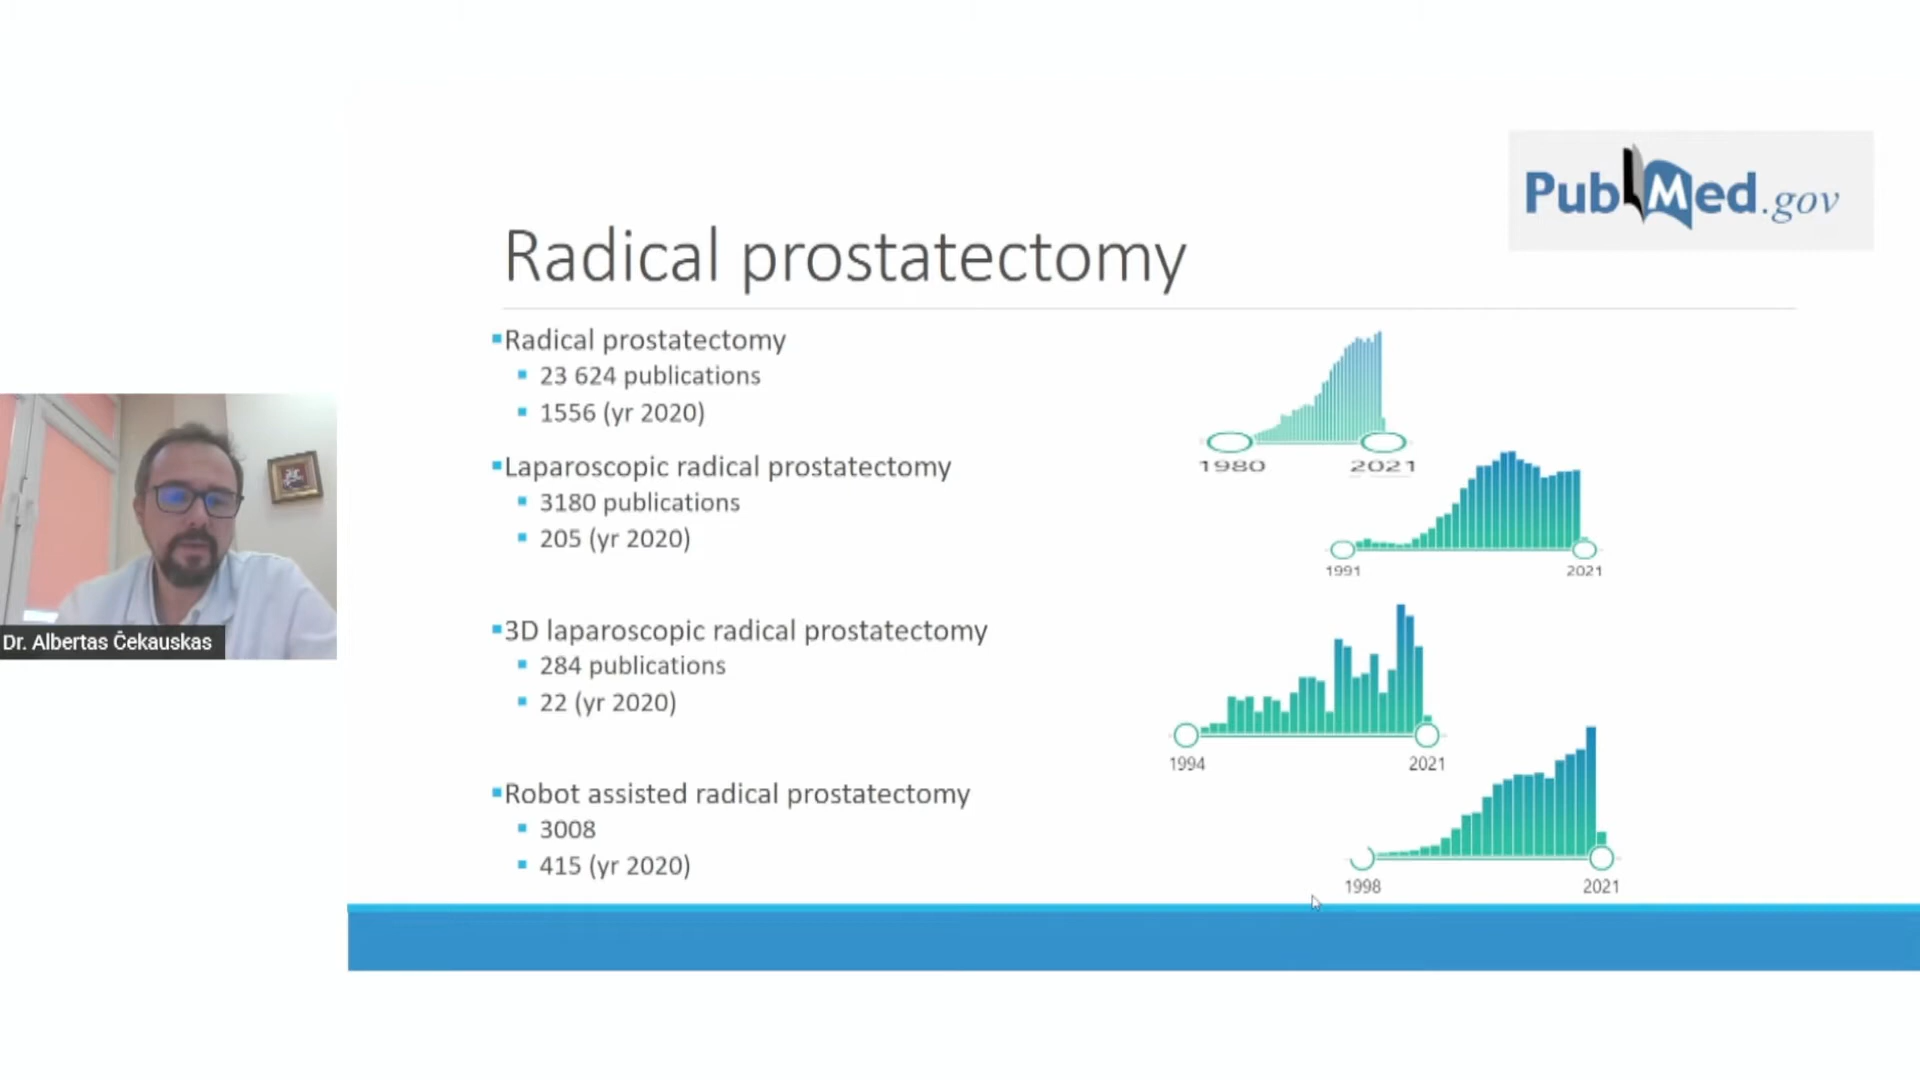 PubMed.gov
Radical prostatectomy
Radical prostatectomy
23 624 publications
1556 (yr 2020)
1980
2021
Laparoscopic radical prostatectomy
3180 publications
205 (yr 2020)
1991
2021
3D laparoscopic radical prostatectomy
284 publications
22 (yr 2020)
1994
2021
Robot assisted radical prostatectomy
3008
415 (yr 2020)
1998
2021
Dr. Albertas Čekauskas